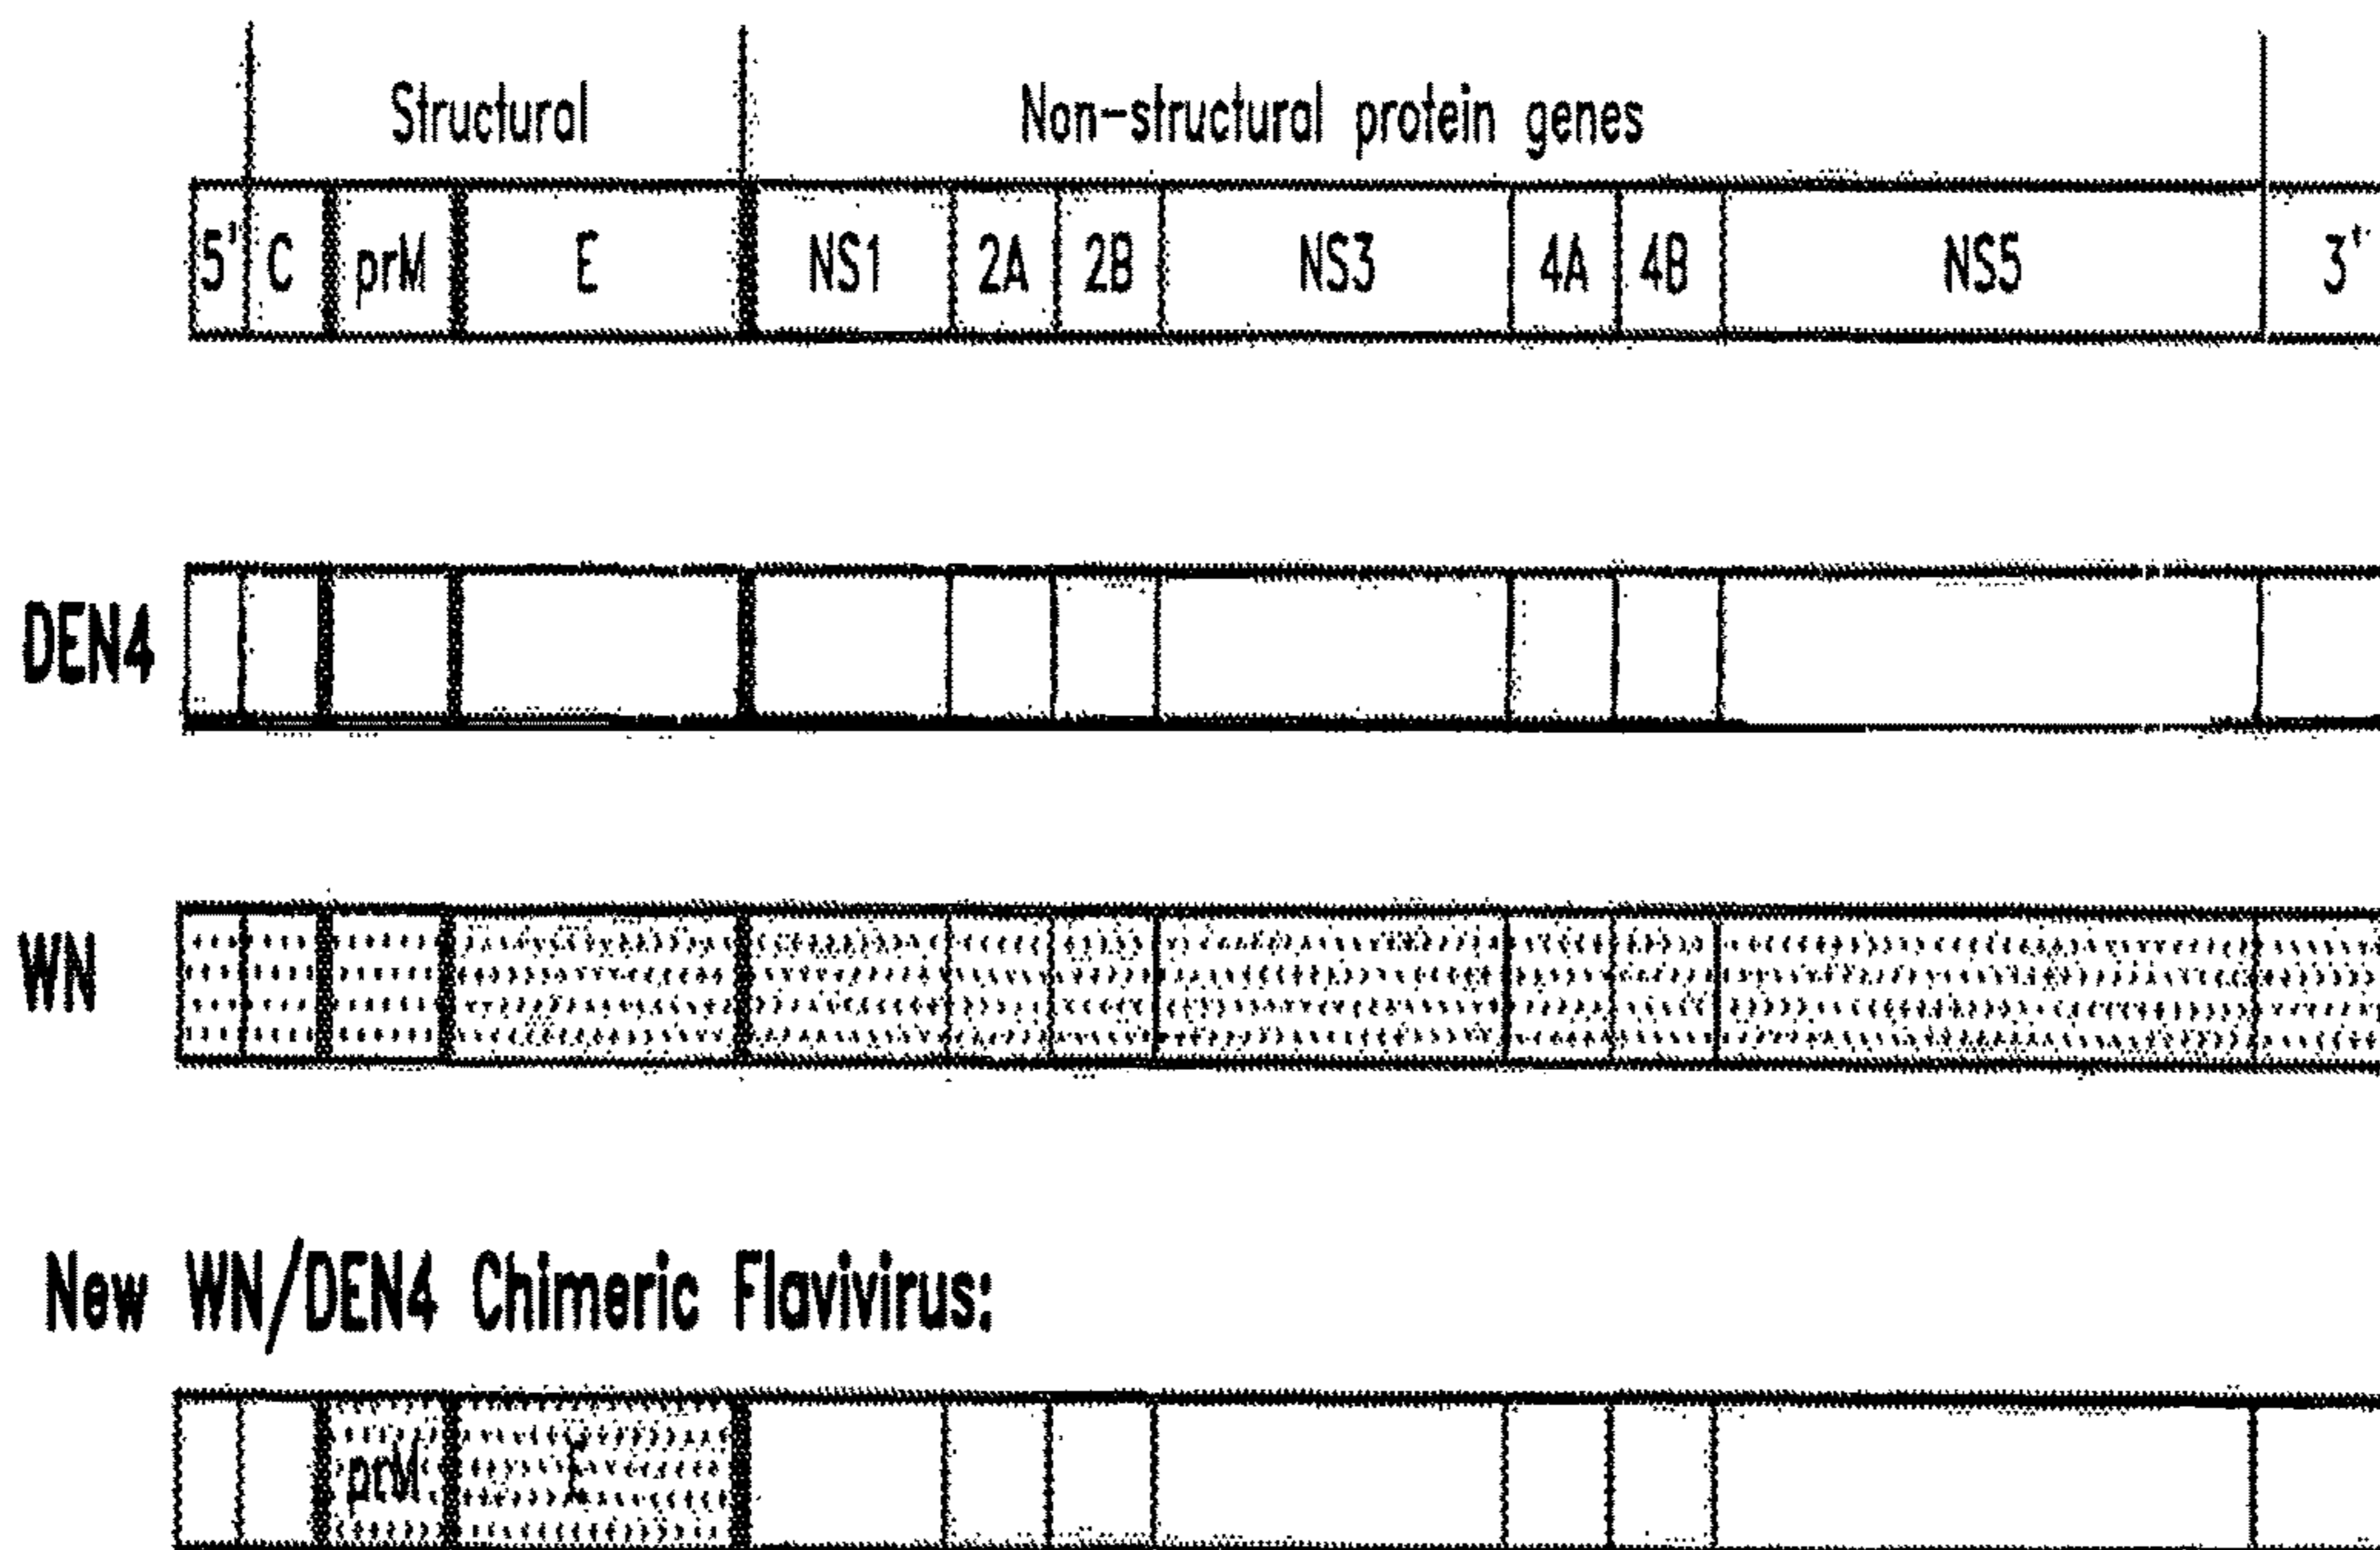 Structural Non-structural protein genes
5' C prM E NS1 2A 2B NS3 4A 4B NS5 3'
DEN4
WN
New WN/DEN4 Chimeric Flavivirus:
prM E